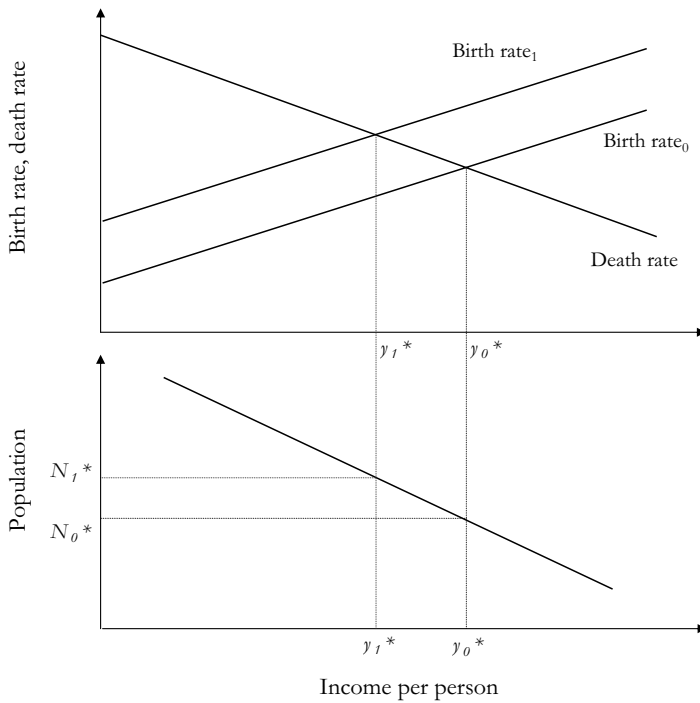 Birth rate, death rate
Birth rate₁
Birth rate₀
Death rate
y₁*
y₀*
Population
N₁*
N₀*
y₁*
y₀*
Income per person